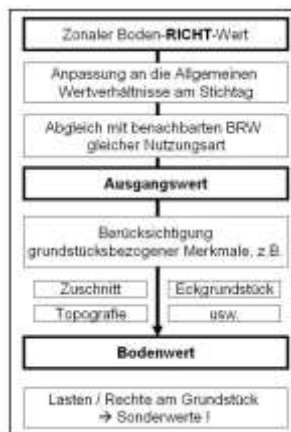 Zonaler Boden-RICHT-Wert
Anpassung an die Allgemeinen
Wertverhältnisse am Stichtag
Abgleich mit benachbarten BRW
gleicher Nutzungsart
Ausgangswert
Berücksichtigung
grundstücksbezogener Merkmale, z.B.
Zuschnitt
Eckgrundstück
Topografie
usw.
Bodenwert
Lasten / Rechte am Grundstück
→ Sonderwerte !